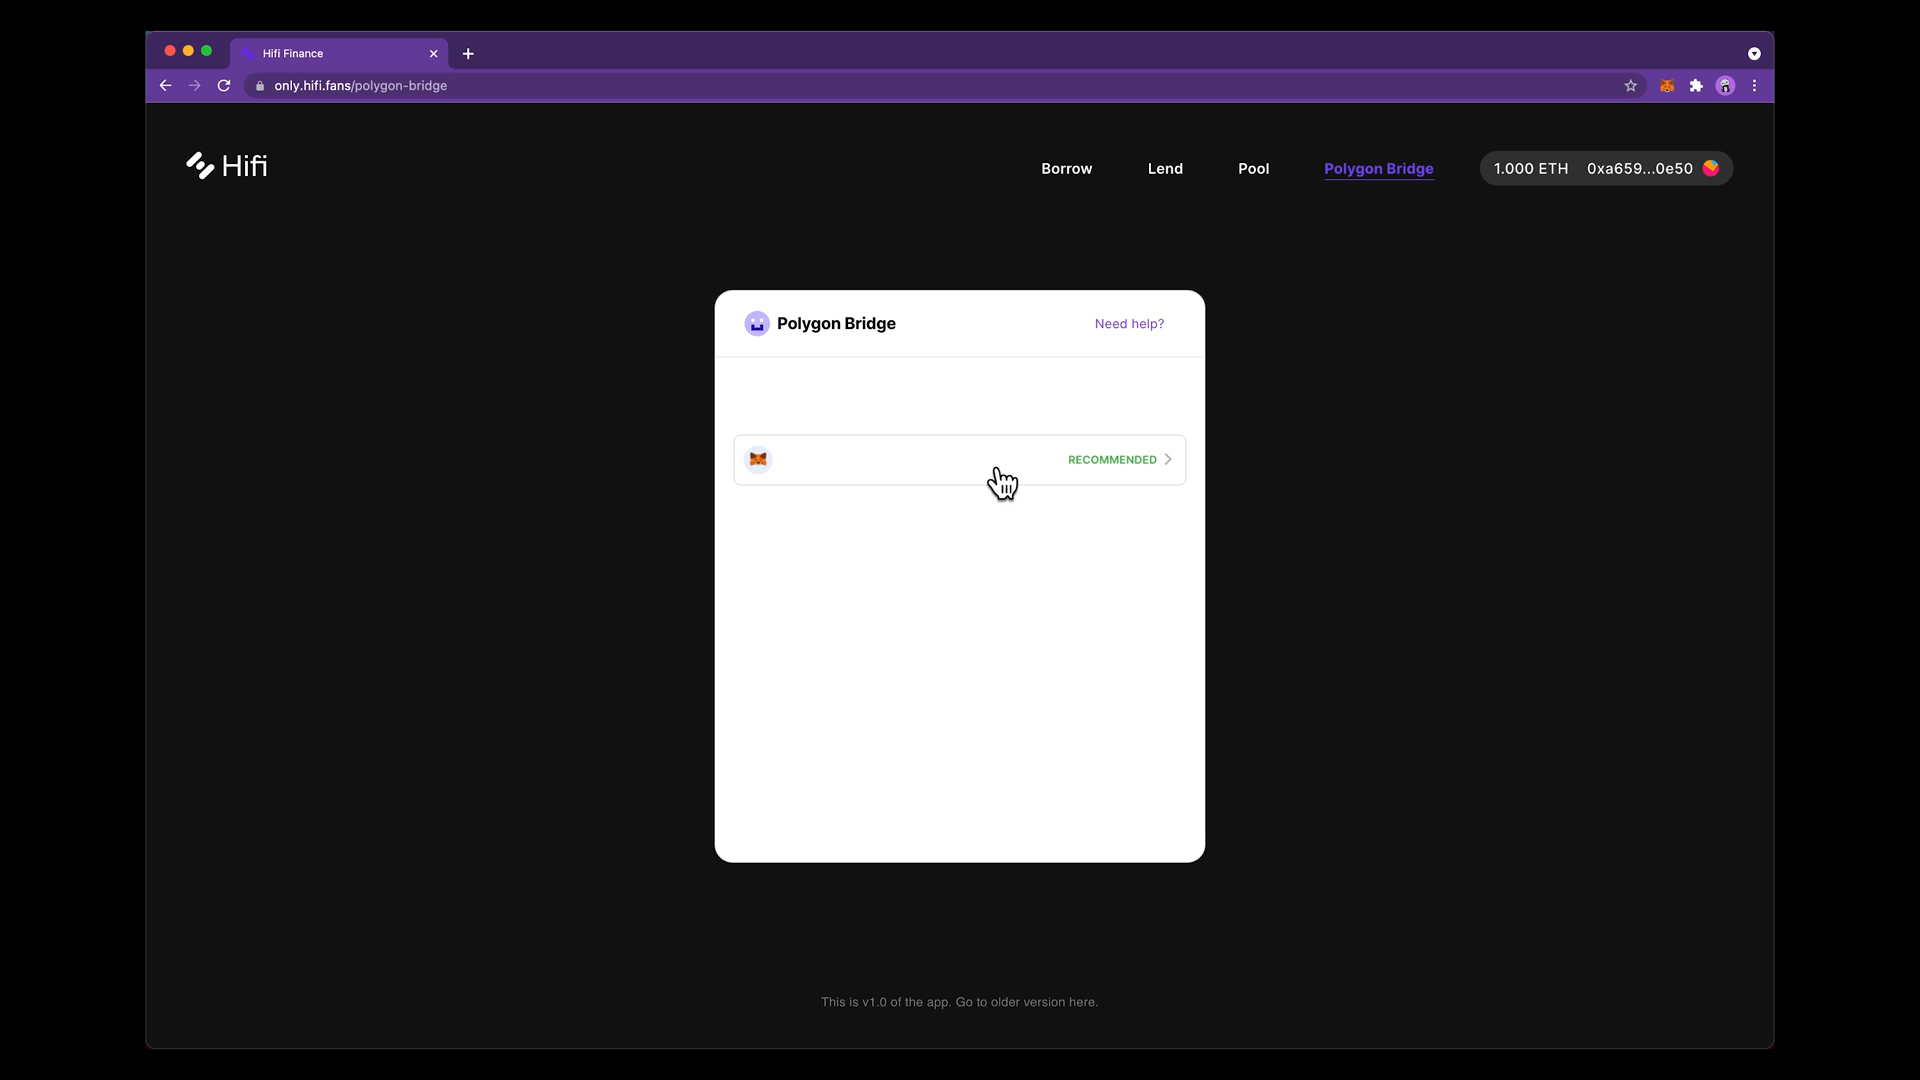 Hifi Finance
only.hifi.fans/polygon-bridge
Hifi
Borrow
Lend
Pool
Polygon Bridge
1.000 ETH
0xa659...0e50
Polygon Bridge
Need help?
RECOMMENDED
This is v1.0 of the app. Go to older version here.